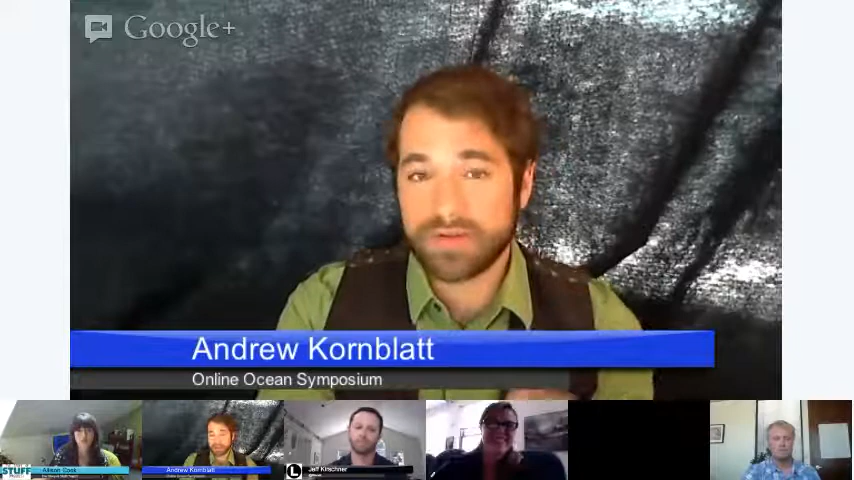 Google+
Andrew Kornblatt
Online Ocean Symposium
STUFF
Allison Cook
Andrew Kornblatt
L
Jeff Kirschner